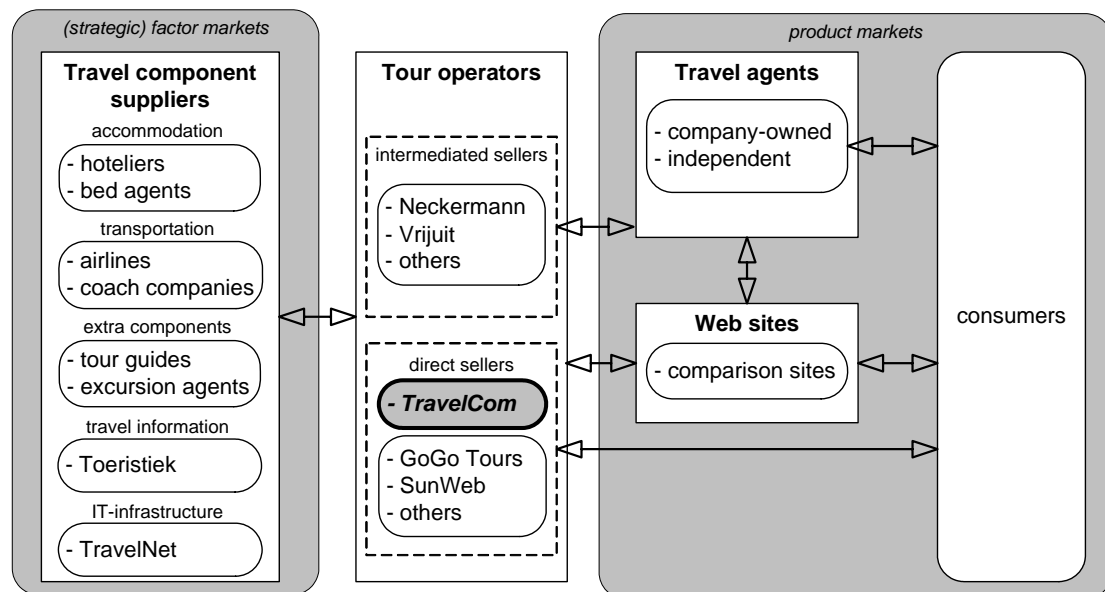 (strategic) factor markets
Travel component
suppliers
accommodation
- hoteliers
- bed agents
transportation
- airlines
- coach companies
extra components
- tour guides
- excursion agents
travel information
- Toeristiek
IT-infrastructure
- TravelNet
Tour operators
intermediated sellers
- Neckermann
- Vrijuit
- others
direct sellers
- TravelCom
- GoGo Tours
- SunWeb
- others
product markets
Travel agents
- company-owned
- independent
Web sites
- comparison sites
consumers